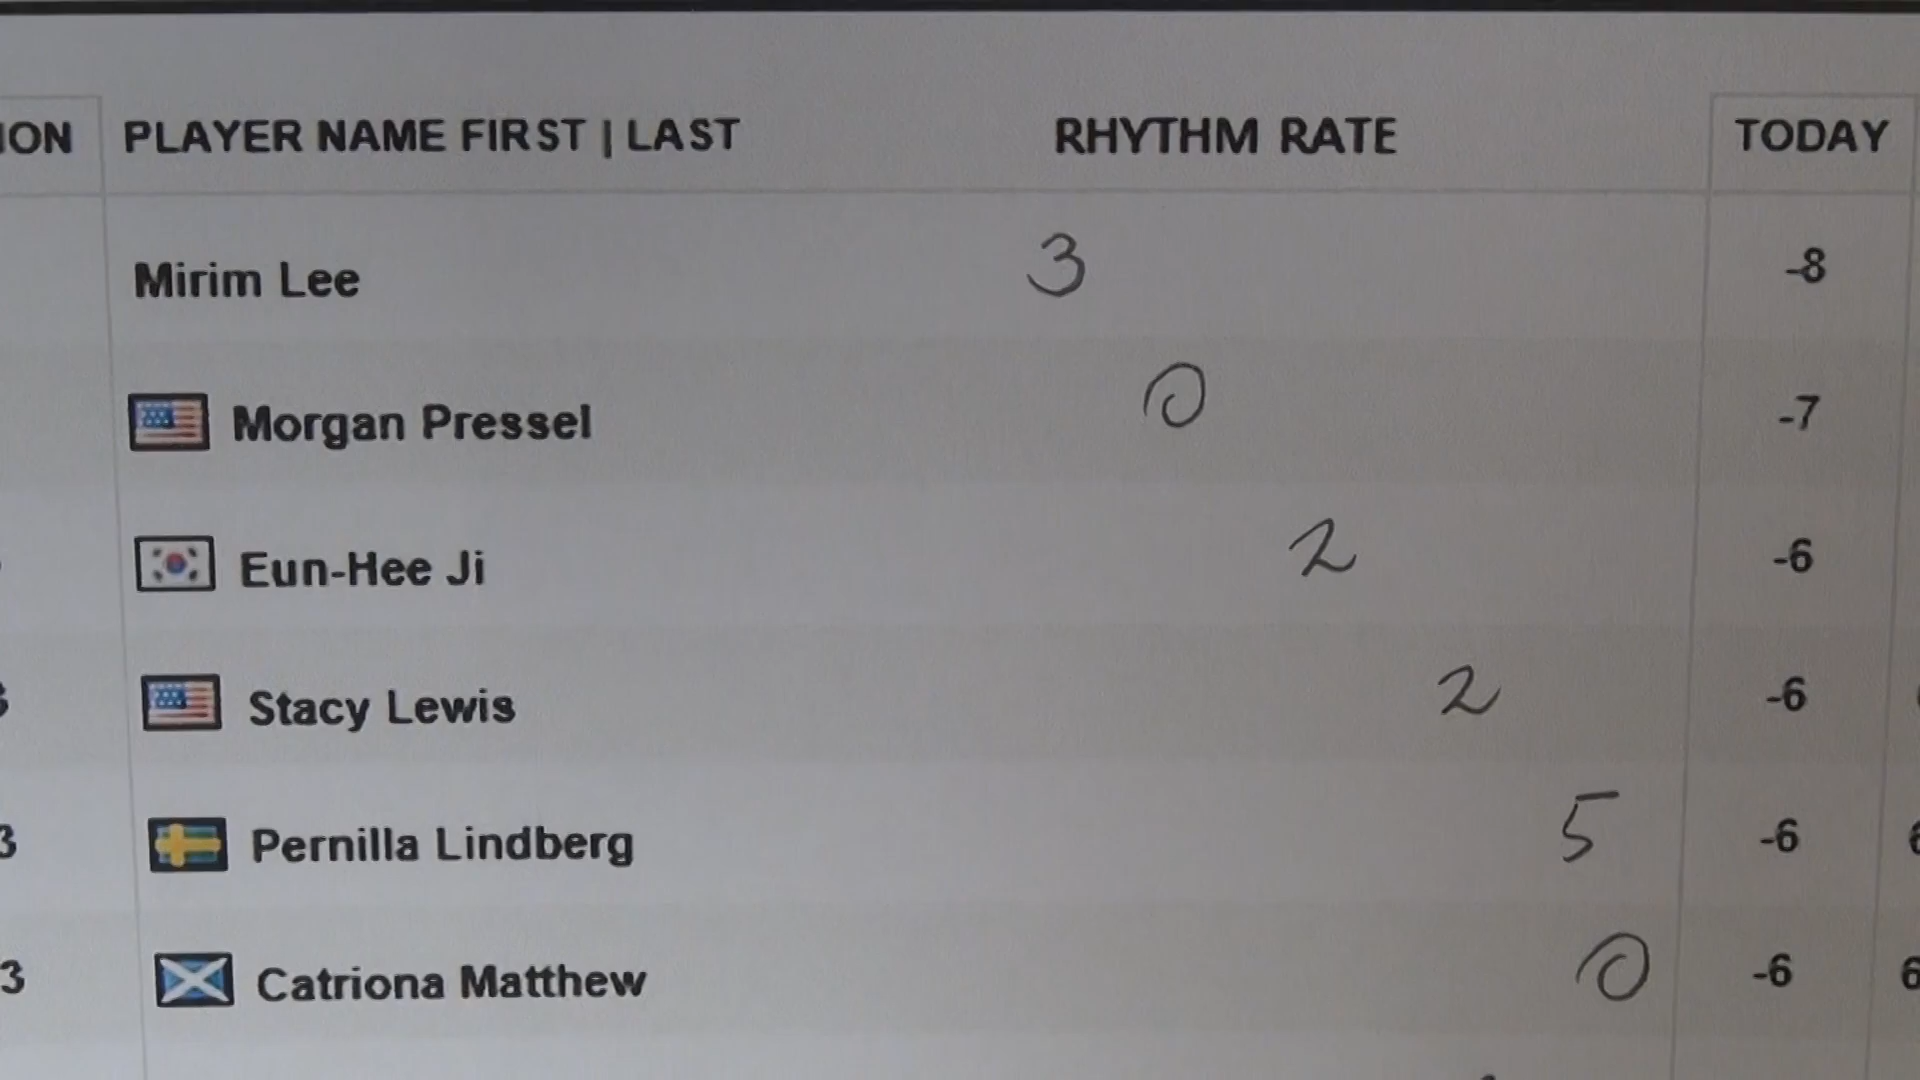 ION PLAYER NAME FIRST | LAST RHYTHM RATE TODAY
Mirim Lee 3 -8
Morgan Pressel 0 -7
Eun-Hee Ji 2 -6
Stacy Lewis 2 -6
3 Pernilla Lindberg 5 -6
3 Catriona Matthew 0 -6 6